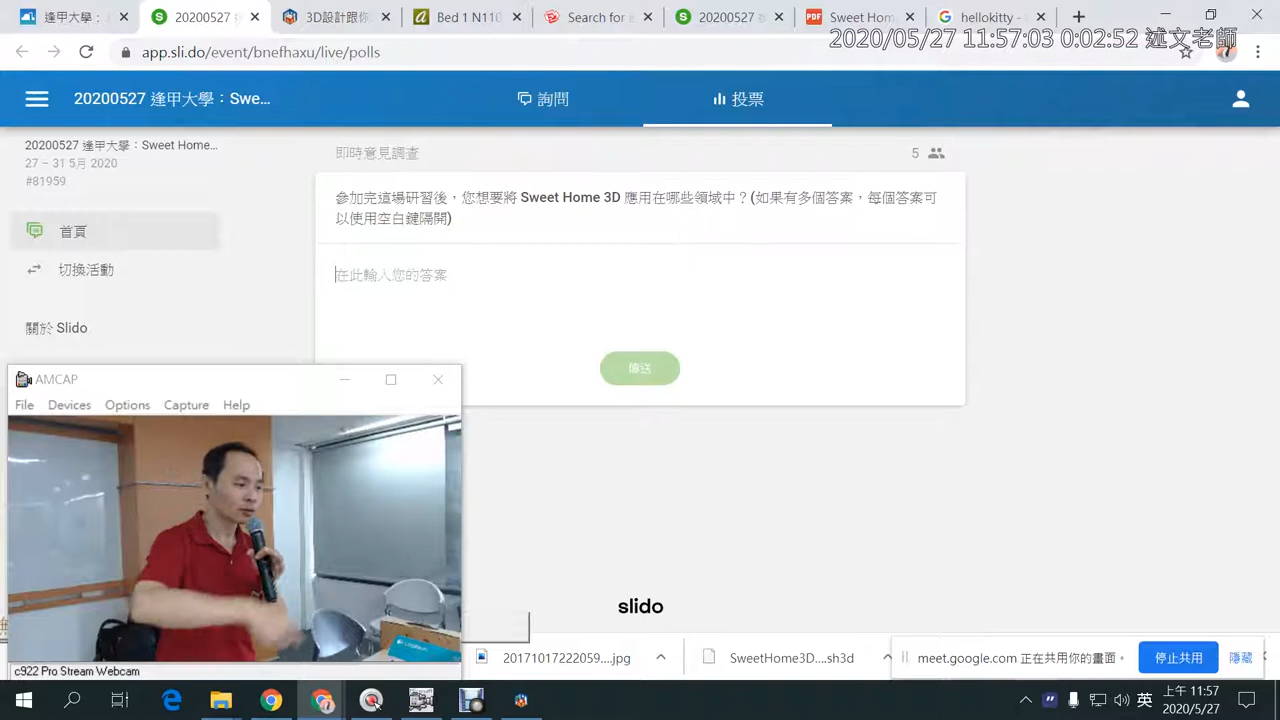 逢甲大學：
20200527
3D設計跟你
Bed 1 N110
Search for
20200527
Sweet Hom
hellokitty -
2020/05/27 11:57:03 0:02:52 述文老師
app.sli.do/event/bnefhaxu/live/polls
20200527 逢甲大學：Swe...
詢問
投票
20200527 逢甲大學：Sweet Home...
27 – 31 5月 2020
#81959
首頁
切換活動
關於 Slido
即時意見調查
5
參加完這場研習後，您想要將 Sweet Home 3D 應用在哪些領域中？(如果有多個答案，每個答案可
以使用空白鍵隔開)
在此輸入您的答案
傳送
AMCAP
File Devices Options Capture Help
c922 Pro Stream Webcam
slido
20171017222059....jpg
SweetHome3D....sh3d
meet.google.com 正在共用你的畫面。
停止共用
隱藏
英
上午 11:57
2020/5/27